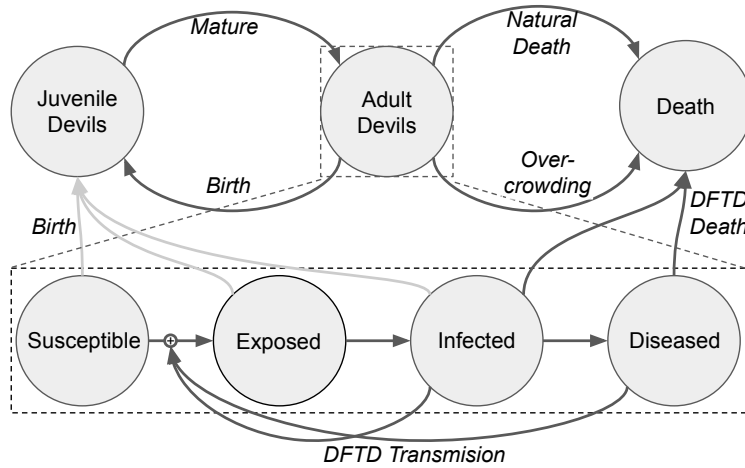 Mature
Natural
Death
Juvenile
Devils
Adult
Devils
Death
Birth
Over-
crowding
Birth
DFTD
Death
Susceptible
Exposed
Infected
Diseased
DFTD Transmision